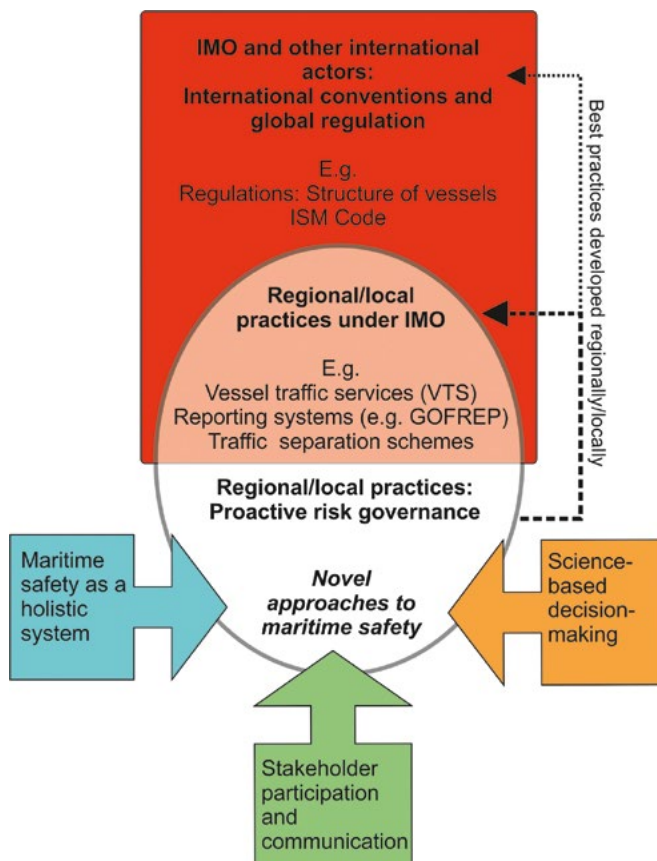 IMO and other international
actors:
International conventions and
global regulation
E.g.
Regulations: Structure of vessels
ISM Code
Regional/local
practices under IMO
E.g.
Vessel traffic services (VTS)
Reporting systems (e.g. GOFREP)
Traffic separation schemes
Regional/local practices:
Proactive risk governance
Novel
approaches to
maritime safety
Best practices developed regionally/locally
Maritime
safety as a
holistic
system
Science-
based
decision-
making
Stakeholder
participation
and
communication